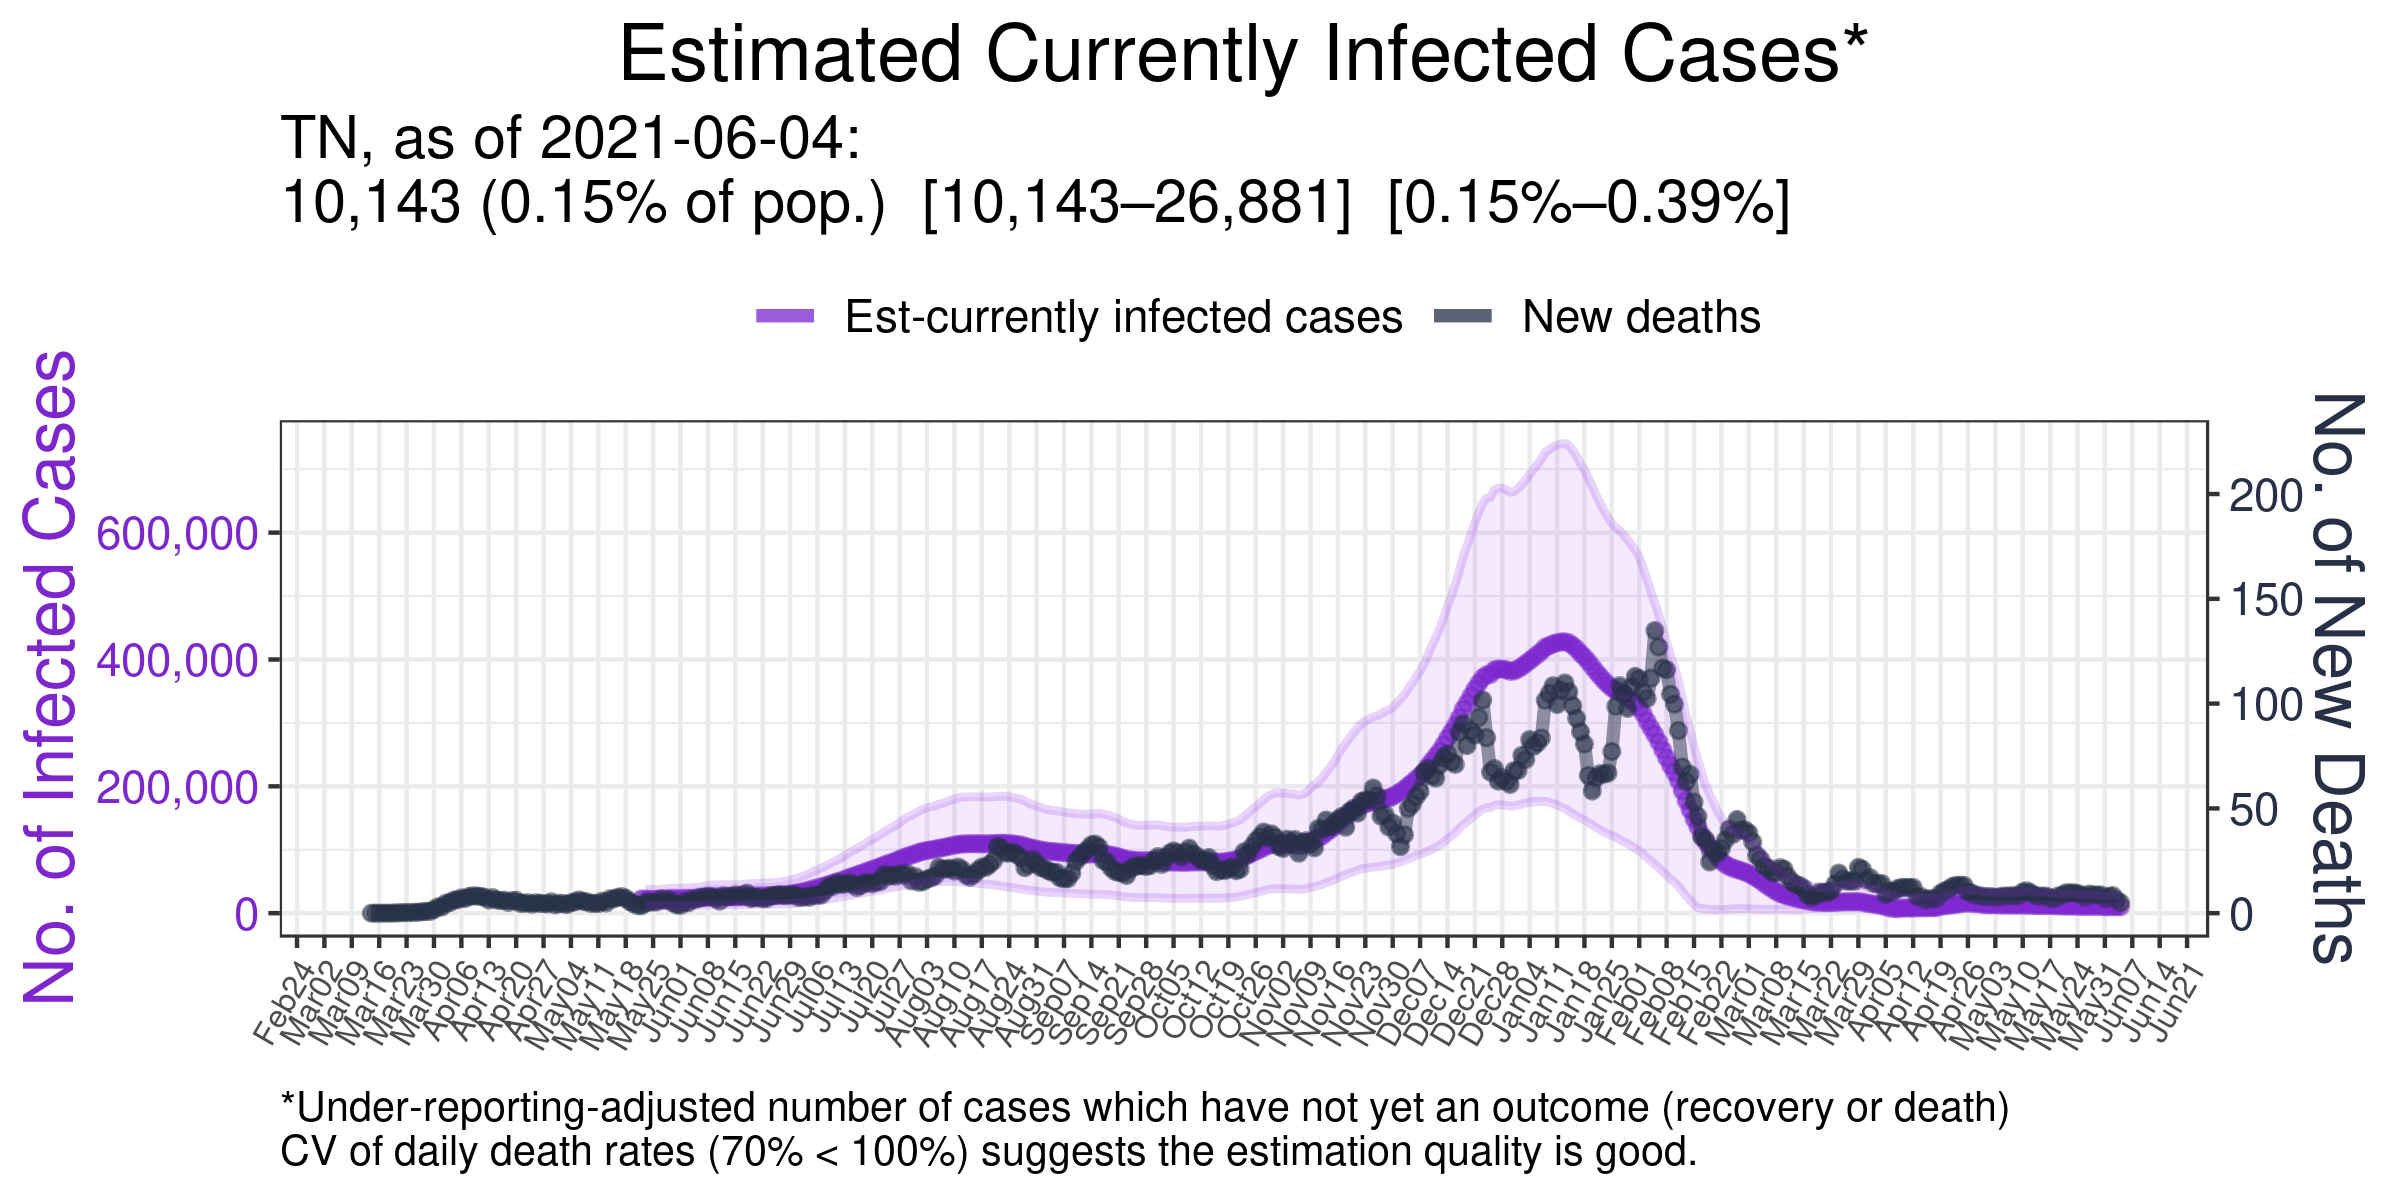 Estimated Currently Infected Cases*
TN, as of 2021-06-04:
10,143 (0.15% of pop.) [10,143–26,881] [0.15%–0.39%]
Est-currently infected cases
New deaths
No. of Infected Cases
600,000
400,000
200,000
0
200
150
100
50
0
No. of New Deaths
Feb24
Mar02
Mar09
Mar16
Mar23
Mar30
Apr06
Apr13
Apr20
Apr27
May04
May11
May18
May25
Jun01
Jun08
Jun15
Jun22
Jun29
Jul06
Jul13
Jul20
Jul27
Aug03
Aug10
Aug17
Aug24
Aug31
Sep07
Sep14
Sep21
Sep28
Oct05
Oct12
Oct19
Oct26
Nov02
Nov09
Nov16
Nov23
Nov30
Dec07
Dec14
Dec21
Dec28
Jan04
Jan11
Jan18
Jan25
Feb01
Feb08
Feb15
Feb22
Mar01
Mar08
Mar15
Mar22
Mar29
Apr05
Apr12
Apr19
Apr26
May03
May10
May17
May24
May31
Jun07
Jun14
Jun21
*Under-reporting-adjusted number of cases which have not yet an outcome (recovery or death)
CV of daily death rates (70% < 100%) suggests the estimation quality is good.